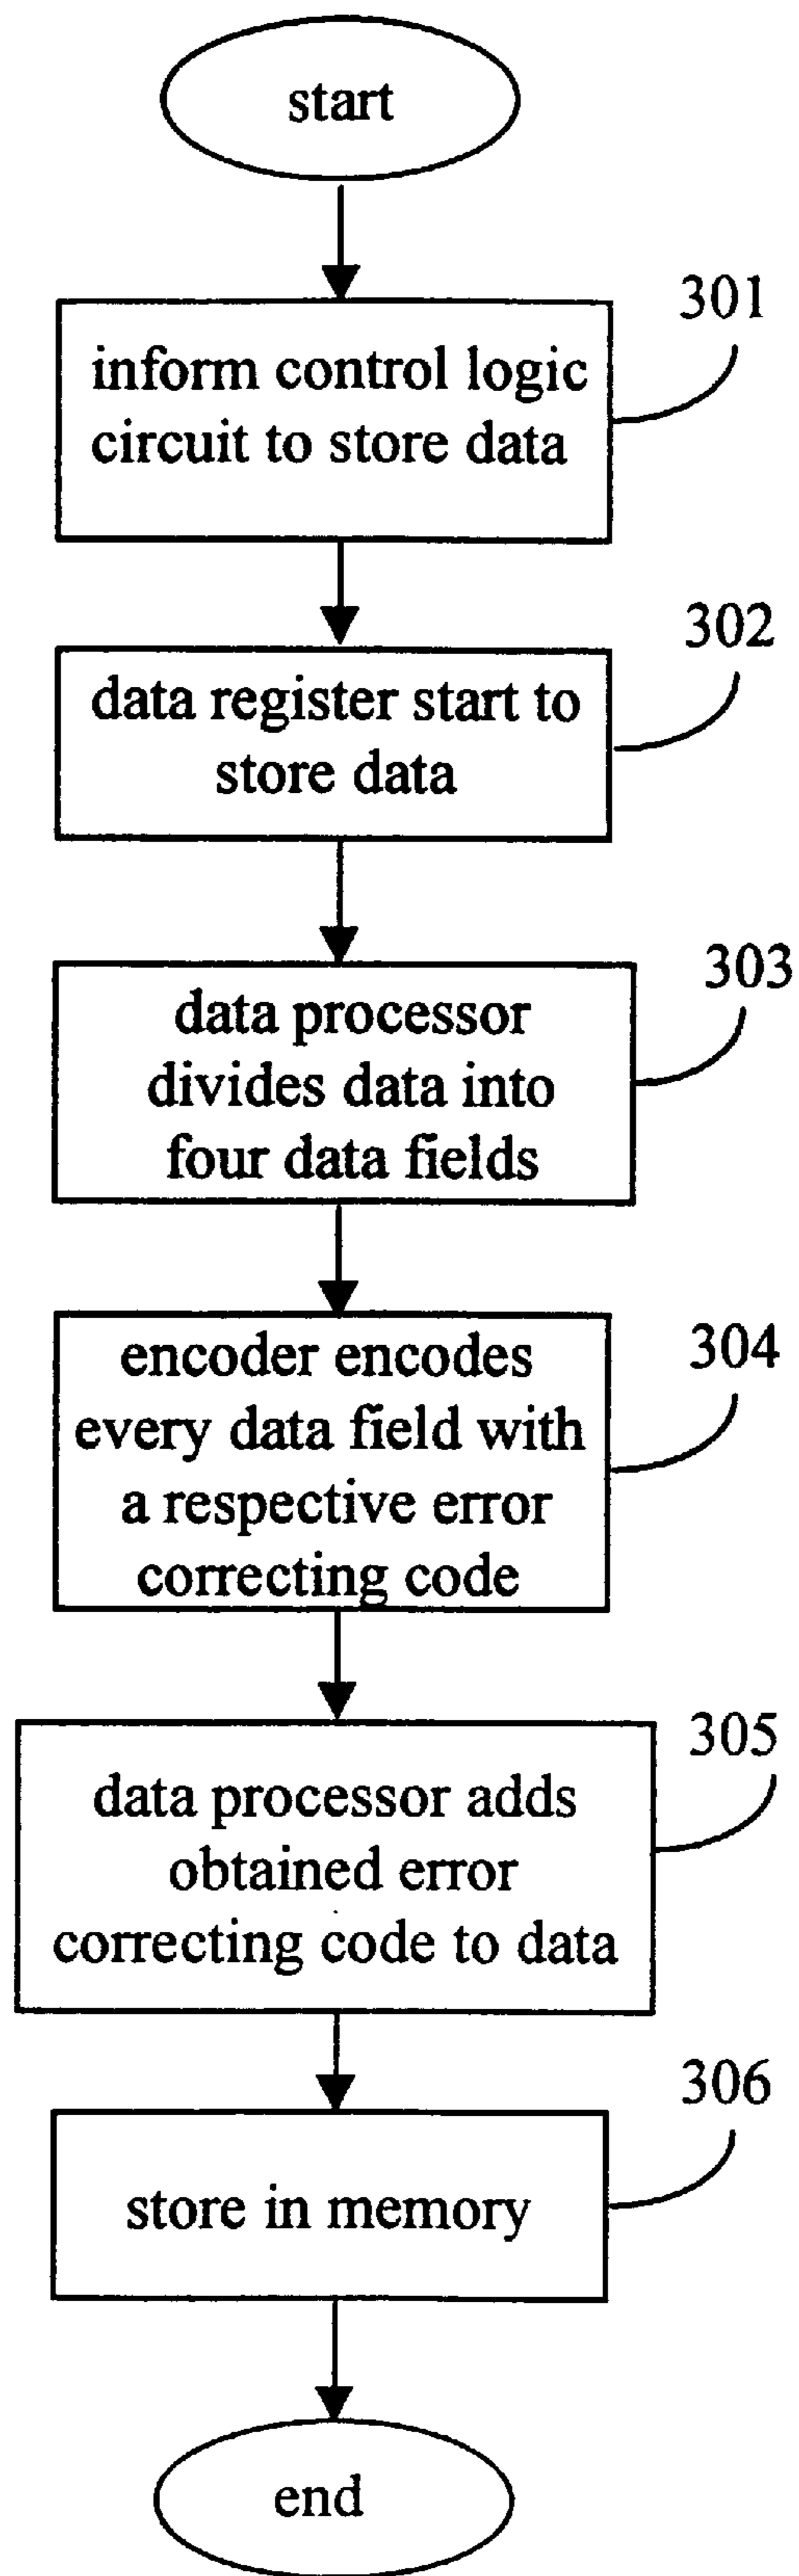 start
301
inform control logic
circuit to store data
302
data register start to
store data
303
data processor
divides data into
four data fields
304
encoder encodes
every data field with
a respective error
correcting code
305
data processor adds
obtained error
correcting code to data
306
store in memory
end